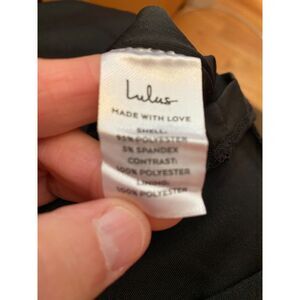 Lulus
MADE WITH LOVE
SHELL:
95% POLYESTER
5% SPANDEX
CONTRAST:
100% POLYESTER
LINING:
100% POLYESTER